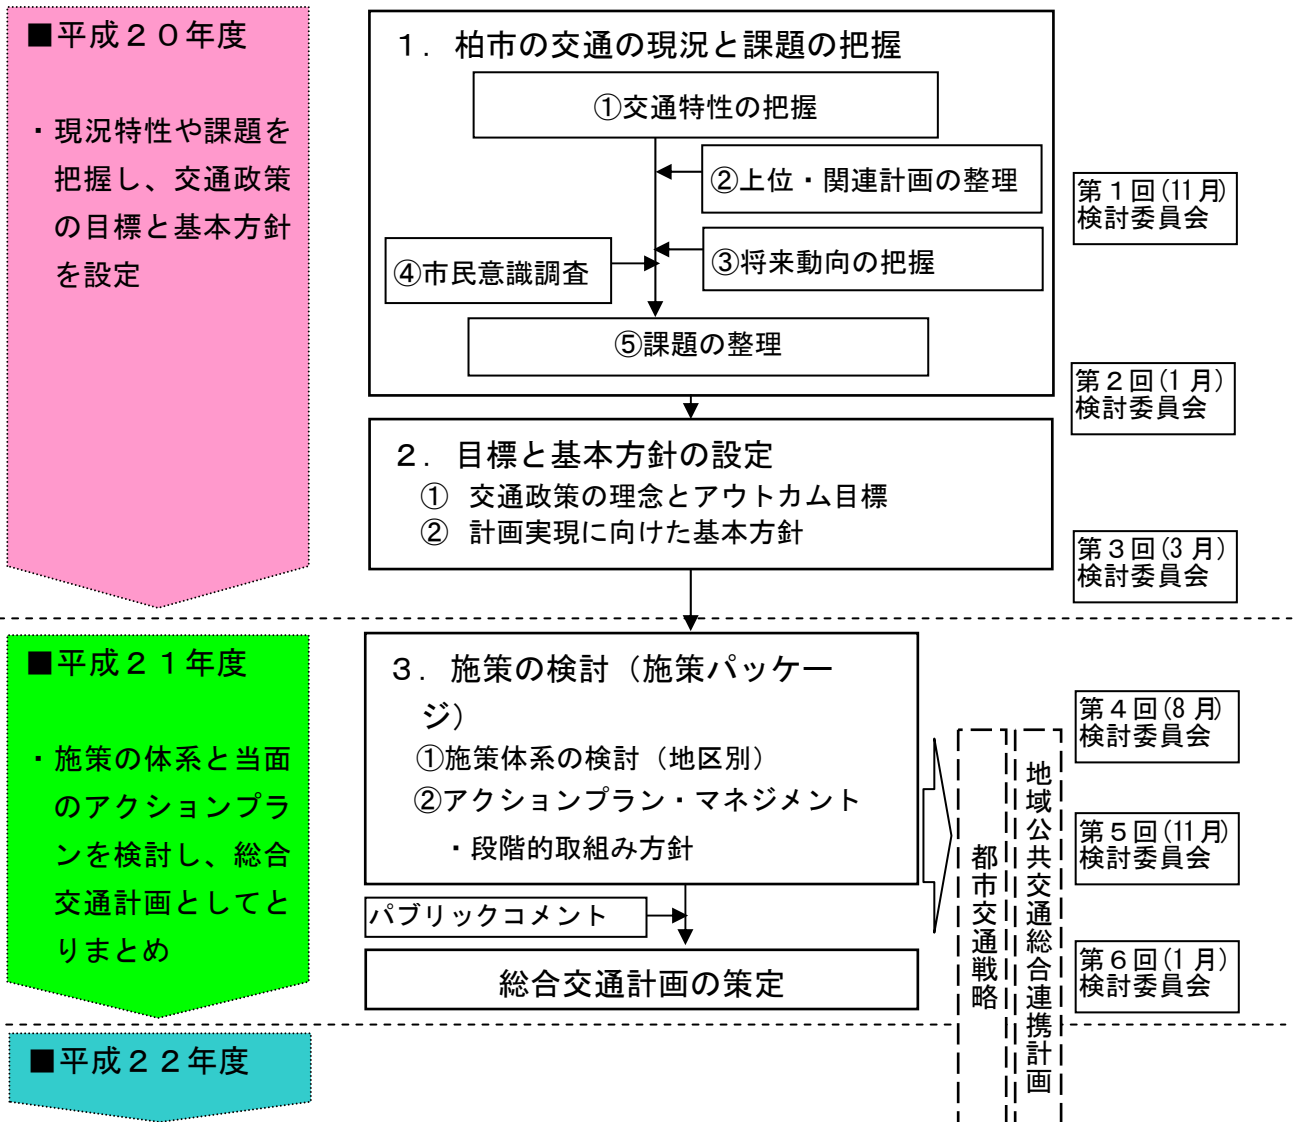 ■平成２０年度
・現況特性や課題を
把握し、交通政策
の目標と基本方針
を設定
１．柏市の交通の現況と課題の把握
①交通特性の把握
②上位・関連計画の整理
③将来動向の把握
④市民意識調査
⑤課題の整理
第１回(11月)
検討委員会
第２回(1月)
検討委員会
２．目標と基本方針の設定
①　交通政策の理念とアウトカム目標
②　計画実現に向けた基本方針
第３回(3月)
検討委員会
■平成２１年度
・施策の体系と当面
のアクションプラ
ンを検討し、総合
交通計画としてと
りまとめ
３．施策の検討（施策パッケー
ジ）
①施策体系の検討（地区別）
②アクションプラン・マネジメント
・段階的取組み方針
パブリックコメント
総合交通計画の策定
都市交通戦略
地域公共交通総合連携計画
第４回(8月)
検討委員会
第５回(11月)
検討委員会
第６回(1月)
検討委員会
■平成２２年度